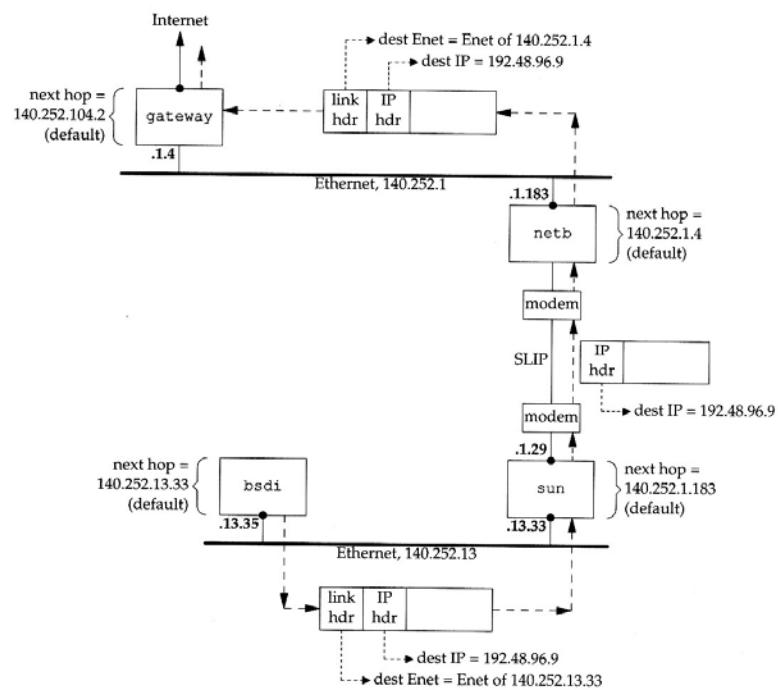 Internet
dest Enet = Enet of 140.252.1.4
dest IP = 192.48.96.9
next hop =
140.252.104.2
(default)
gateway
link
hdr
IP
hdr
.1.4
Ethernet, 140.252.1
.1.183
netb
next hop =
140.252.1.4
(default)
modem
SLIP
IP
hdr
dest IP = 192.48.96.9
modem
.1.29
next hop =
140.252.13.33
(default)
bsdi
.13.35
sun
next hop =
140.252.1.183
(default)
.13.33
Ethernet, 140.252.13
link
hdr
IP
hdr
dest IP = 192.48.96.9
dest Enet = Enet of 140.252.13.33